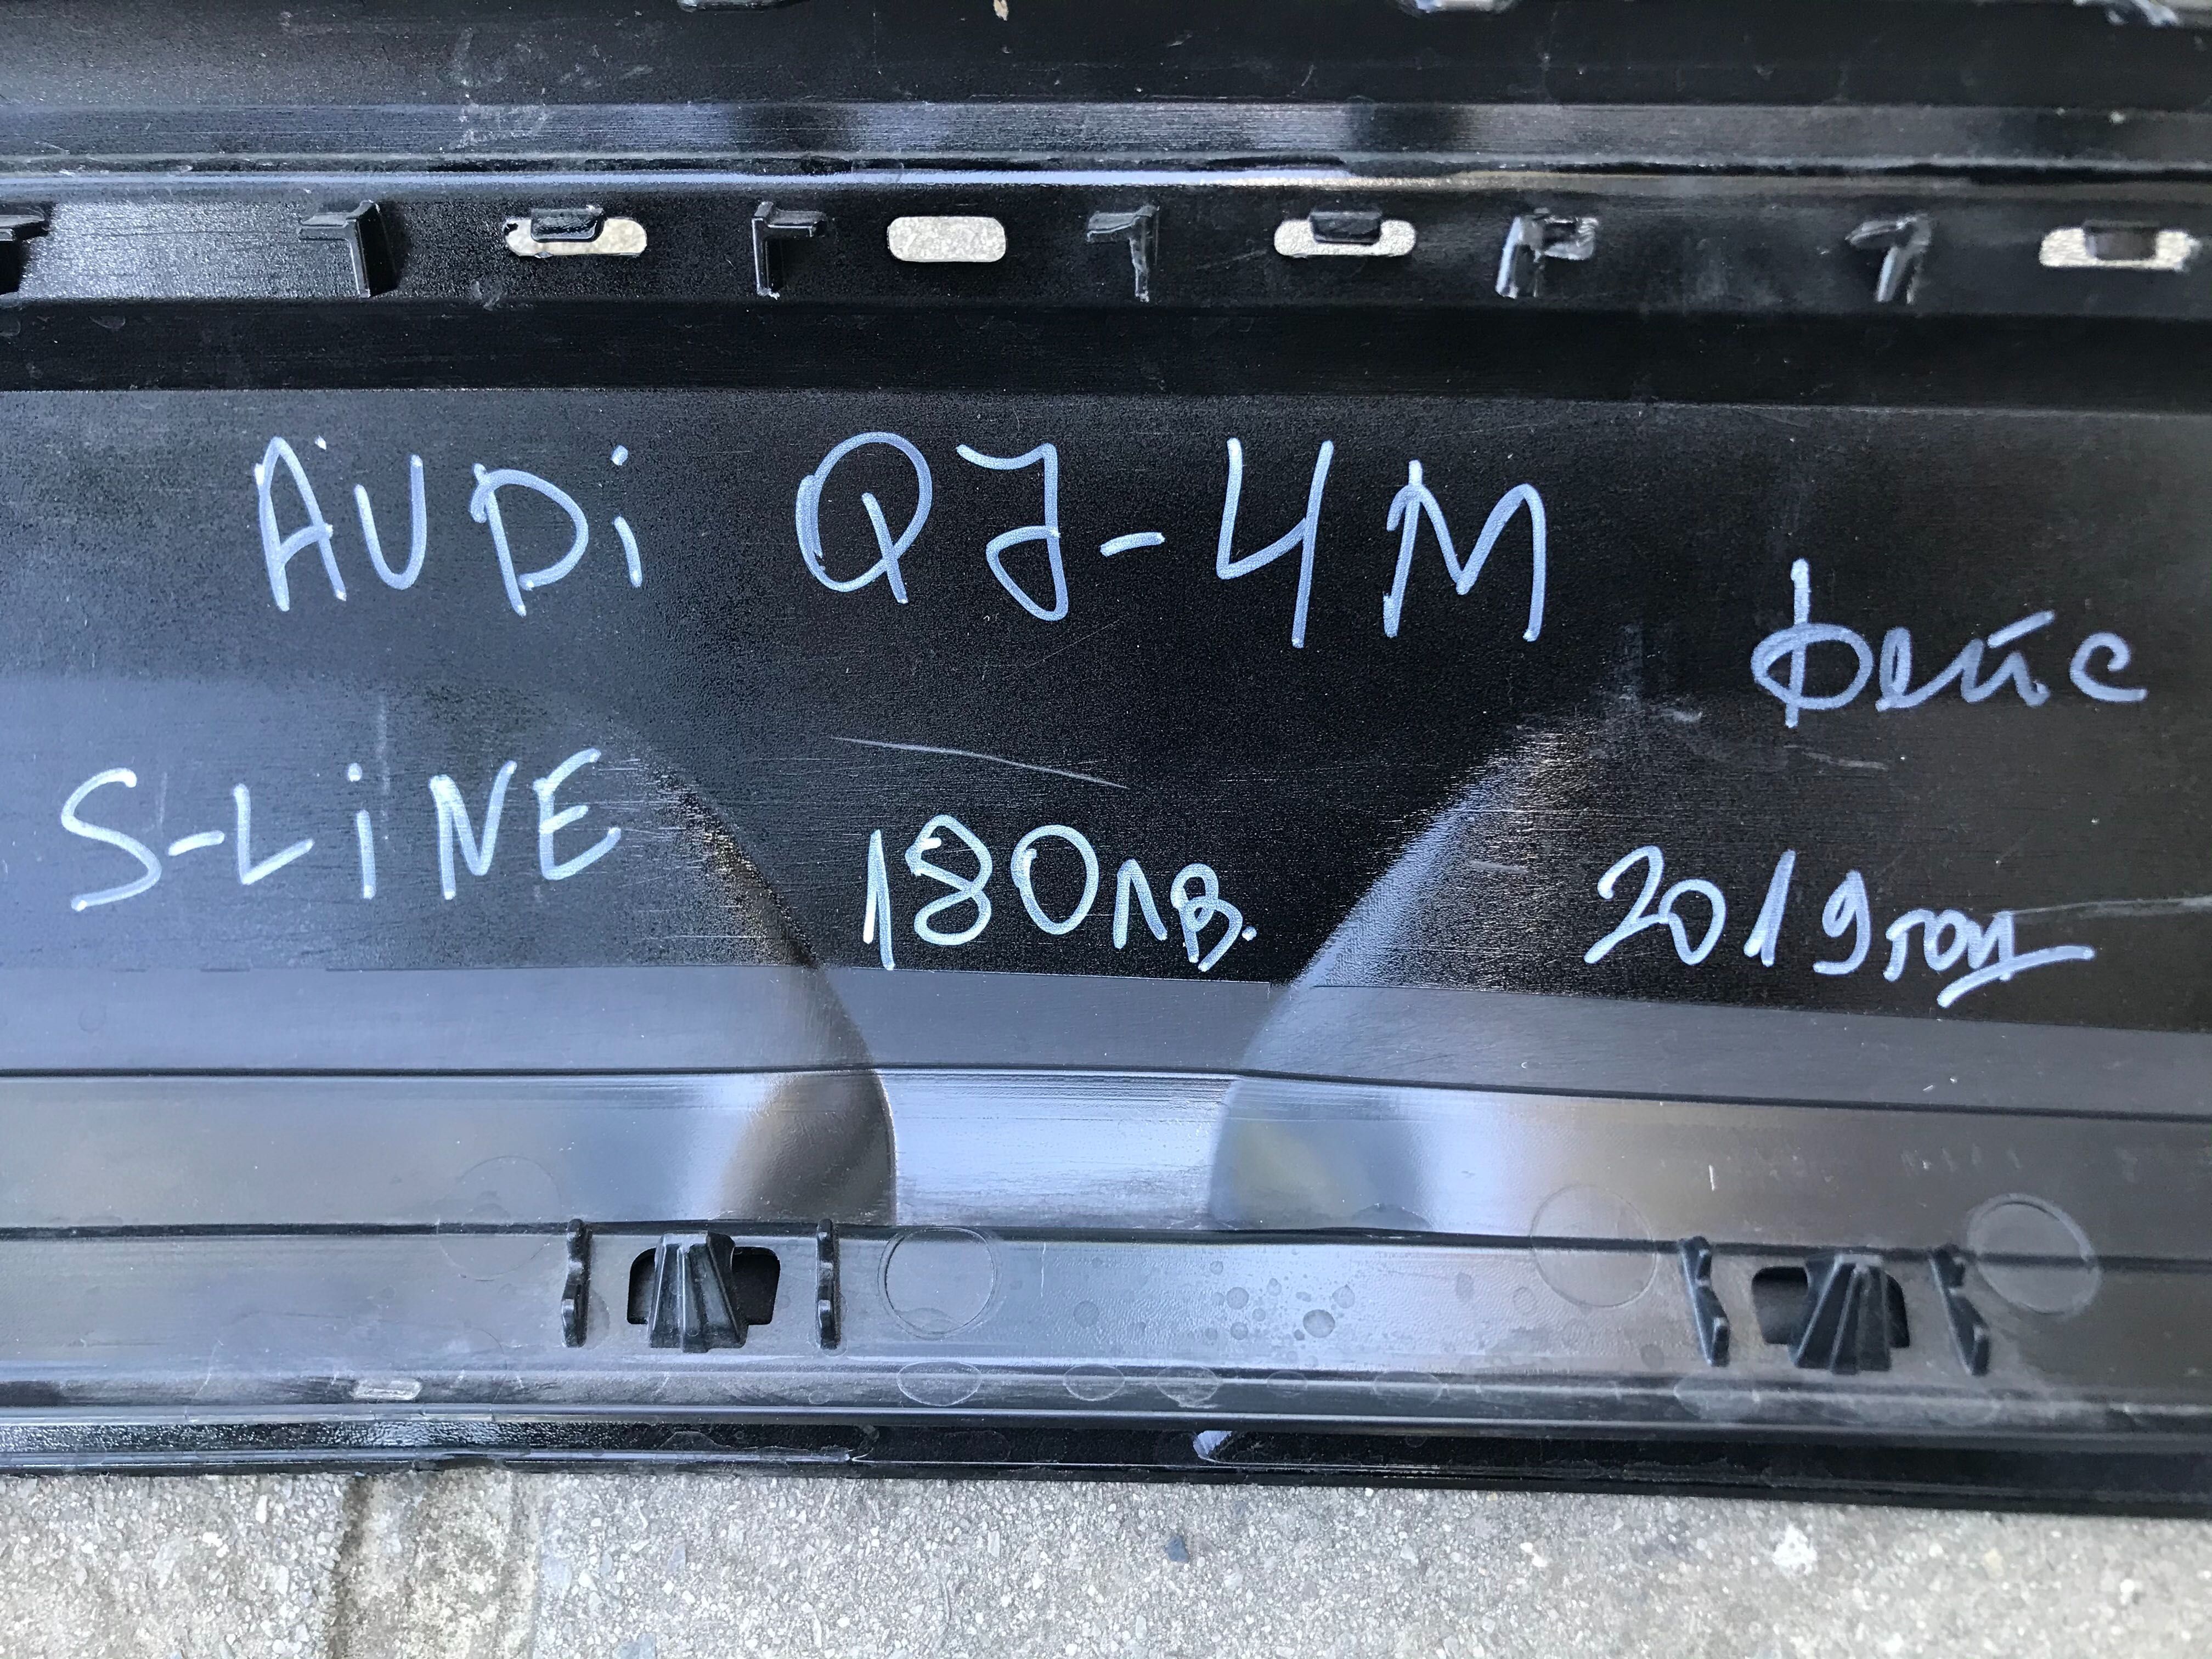 AUDi Q7-4M
фейс
S-LiNE 180лв. 2019год